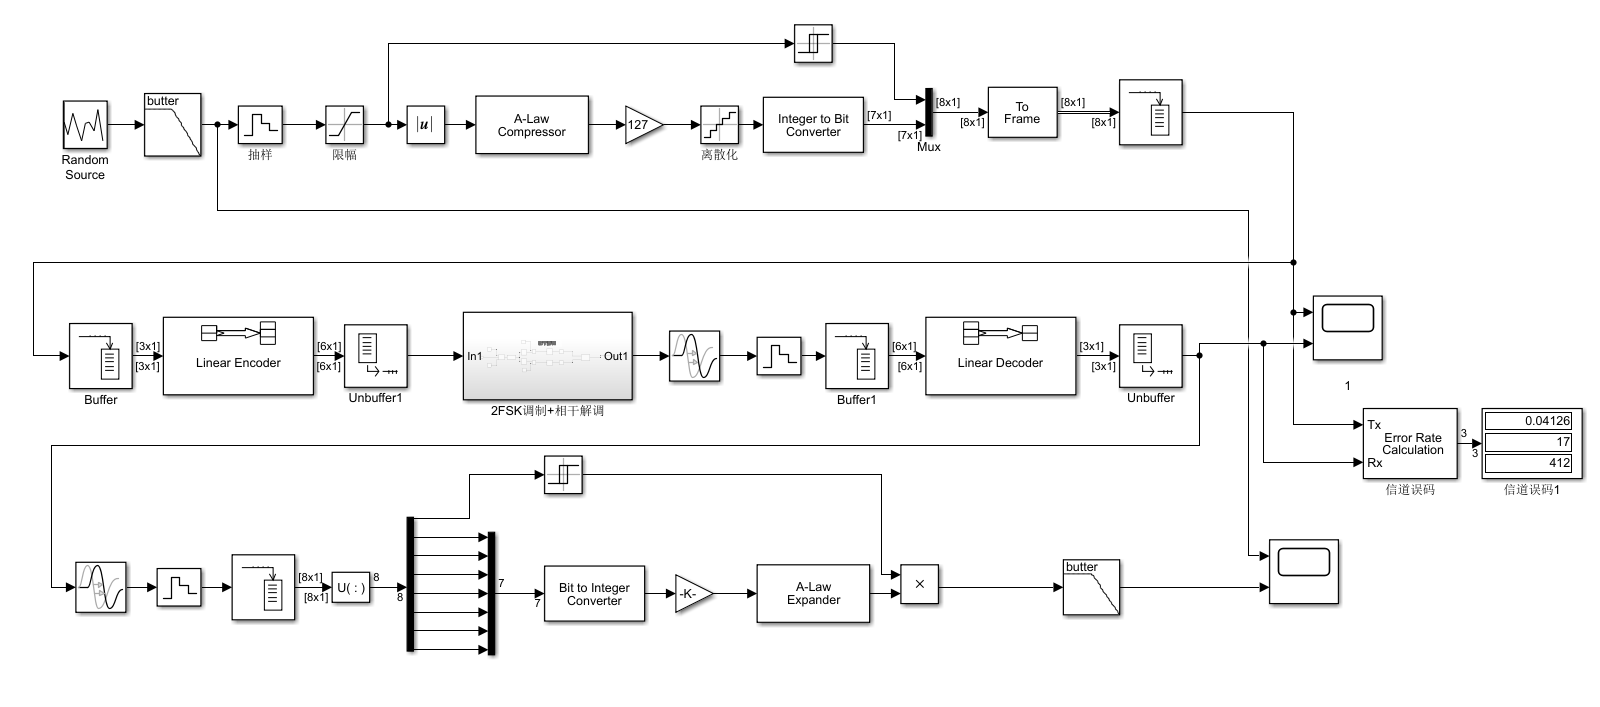 butter
Random
Source
抽样
限幅
|u|
A-Law
Compressor
127
离散化
Integer to Bit
Converter
[7x1]
[7x1]
Mux
[8x1]
[8x1]
To
Frame
[8x1]
[8x1]
Buffer
[3x1]
[3x1]
Linear Encoder
[6x1]
[6x1]
Unbuffer1
In1
Out1
2FSK调制+相干解调
Buffer1
[6x1]
[6x1]
Linear Decoder
[3x1]
[3x1]
Unbuffer
1
Tx
Rx
Error Rate
Calculation
信道误码
3
3
0.04126
17
412
信道误码1
[8x1]
[8x1]
U( : )
8
8
7
7
Bit to Integer
Converter
-K-
A-Law
Expander
×
butter